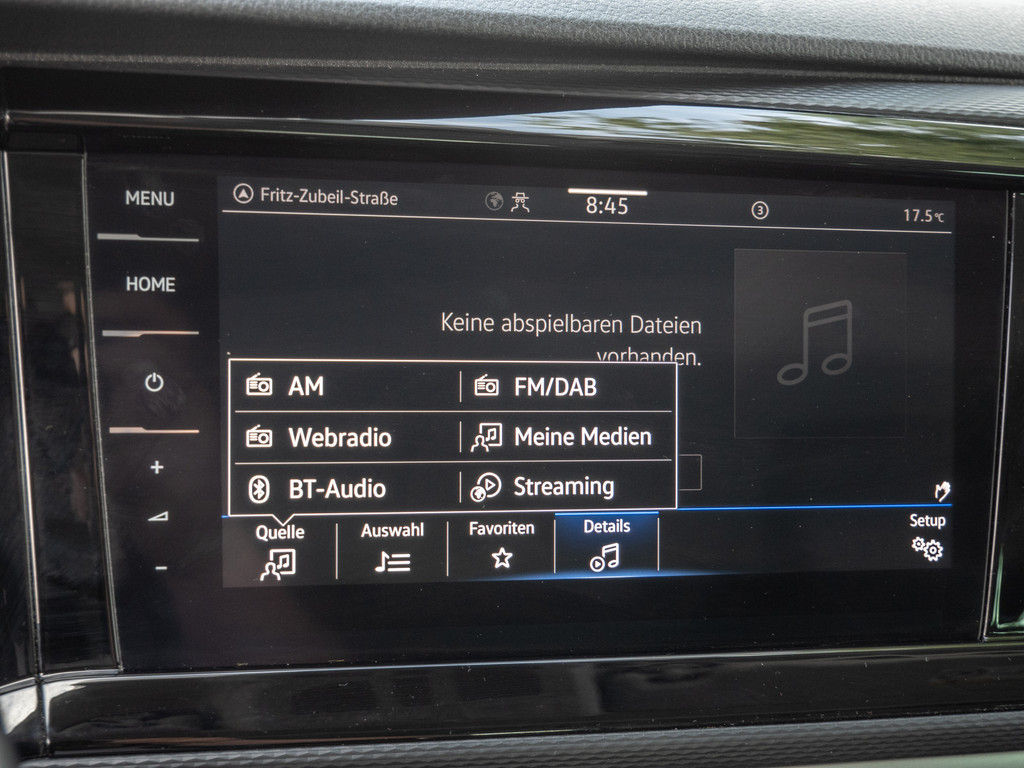 MENU
HOME
+
-
Fritz-Zubeil-Straße
8:45
3
17.5°C
Keine abspielbaren Dateien
vorhanden.
AM
FM/DAB
Webradio
Meine Medien
BT-Audio
Streaming
Quelle
Auswahl
Favoriten
Details
Setup